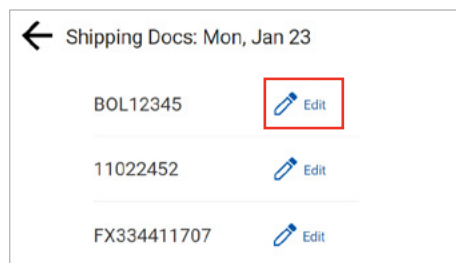 Shipping Docs: Mon, Jan 23
BOL12345 Edit
11022452 Edit
FX334411707 Edit